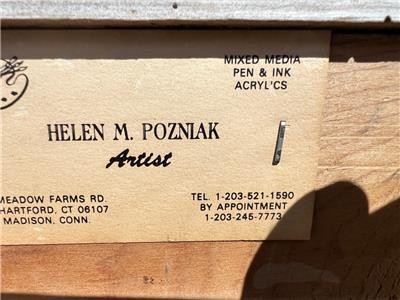 MIXED MEDIA
PEN & INK
ACRYL'CS
HELEN M. POZNIAK
Artist
MEADOW FARMS RD.
HARTFORD, CT 06107
MADISON, CONN.
TEL. 1-203-521-1590
BY APPOINTMENT
1-203-245-7773